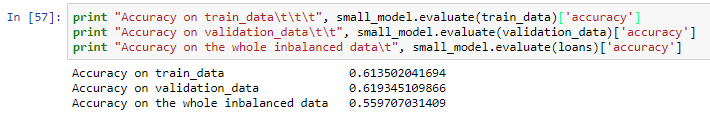 In [57]: print "Accuracy on train_data\t\t\t", small_model.evaluate(train_data)['accuracy']
print "Accuracy on validation_data\t\t", small_model.evaluate(validation_data)['accuracy']
print "Accuracy on the whole inbalanced data\t", small_model.evaluate(loans)['accuracy']
Accuracy on train_data 0.613502041694
Accuracy on validation_data 0.619345109866
Accuracy on the whole inbalanced data 0.559707031409